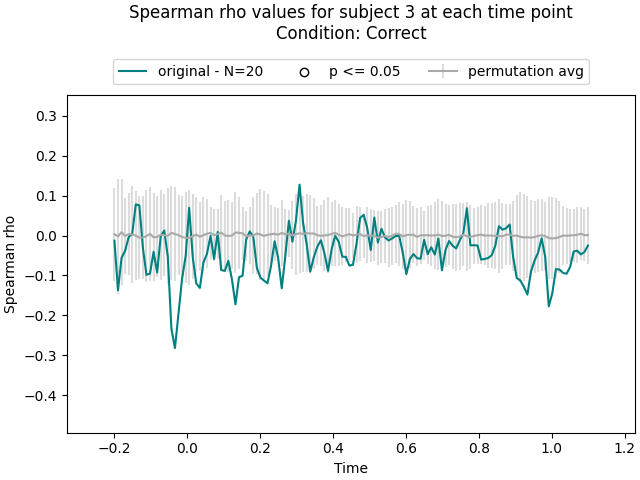 Spearman rho values for subject 3 at each time point
Condition: Correct
original - N=20
p <= 0.05
permutation avg
Spearman rho
0.3
0.2
0.1
0.0
−0.1
−0.2
−0.3
−0.4
−0.2
0.0
0.2
0.4
0.6
0.8
1.0
1.2
Time